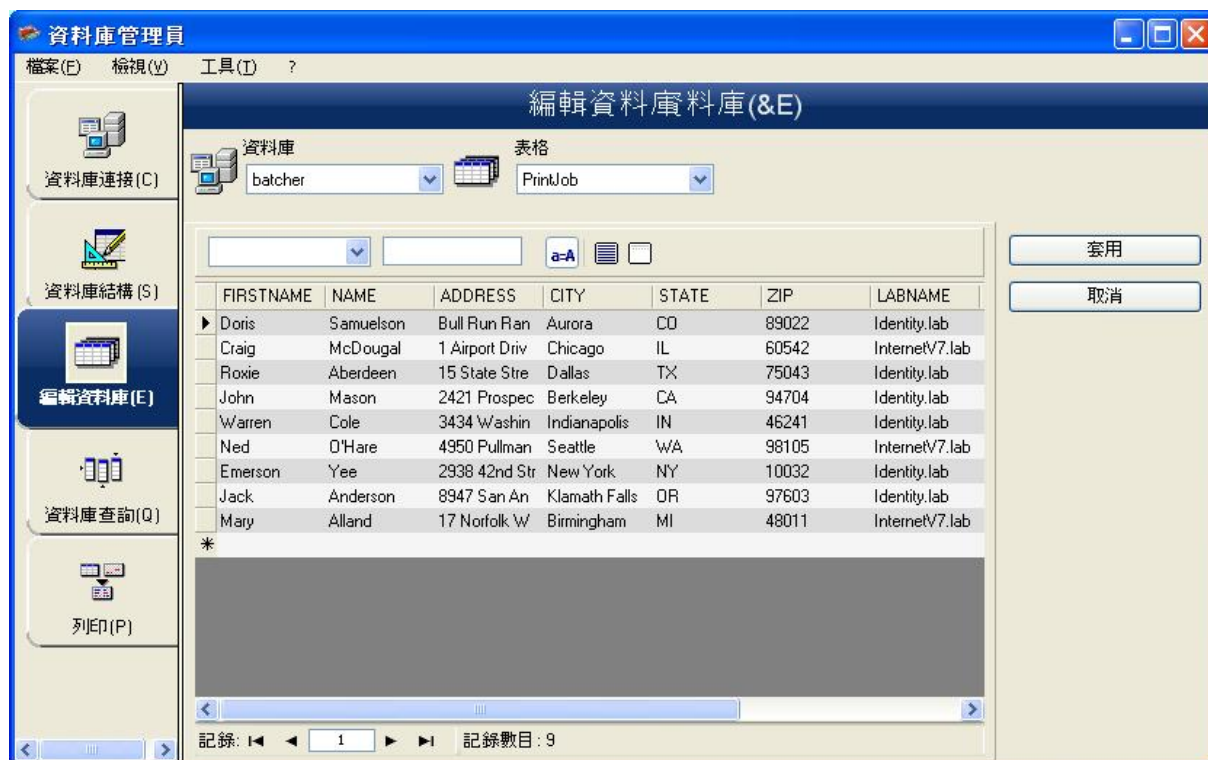 資料庫管理員
檔案(F) 檢視(V) 工具(T) ?
編輯資料庫料庫(&E)
資料庫連接(C)
資料庫結構(S)
編輯資料庫(E)
資料庫查詢(Q)
列印(P)
資料庫 表格
batcher PrintJob
a=A
套用
取消
FIRSTNAME NAME ADDRESS CITY STATE ZIP LABNAME
Doris Samuelson Bull Run Ran Aurora CO 89022 Identity.lab
Craig McDougal 1 Airport Driv Chicago IL 60542 InternetV7.lab
Roxie Aberdeen 15 State Stre Dallas TX 75043 Identity.lab
John Mason 2421 Prospec Berkeley CA 94704 Identity.lab
Warren Cole 3434 Washin Indianapolis IN 46241 Identity.lab
Ned O'Hare 4950 Pullman Seattle WA 98105 InternetV7.lab
Emerson Yee 2938 42nd Str New York NY 10032 Identity.lab
Jack Anderson 8947 San An Klamath Falls OR 97603 Identity.lab
Mary Alland 17 Norfolk W Birmingham MI 48011 InternetV7.lab
記錄: 1 記錄數目: 9